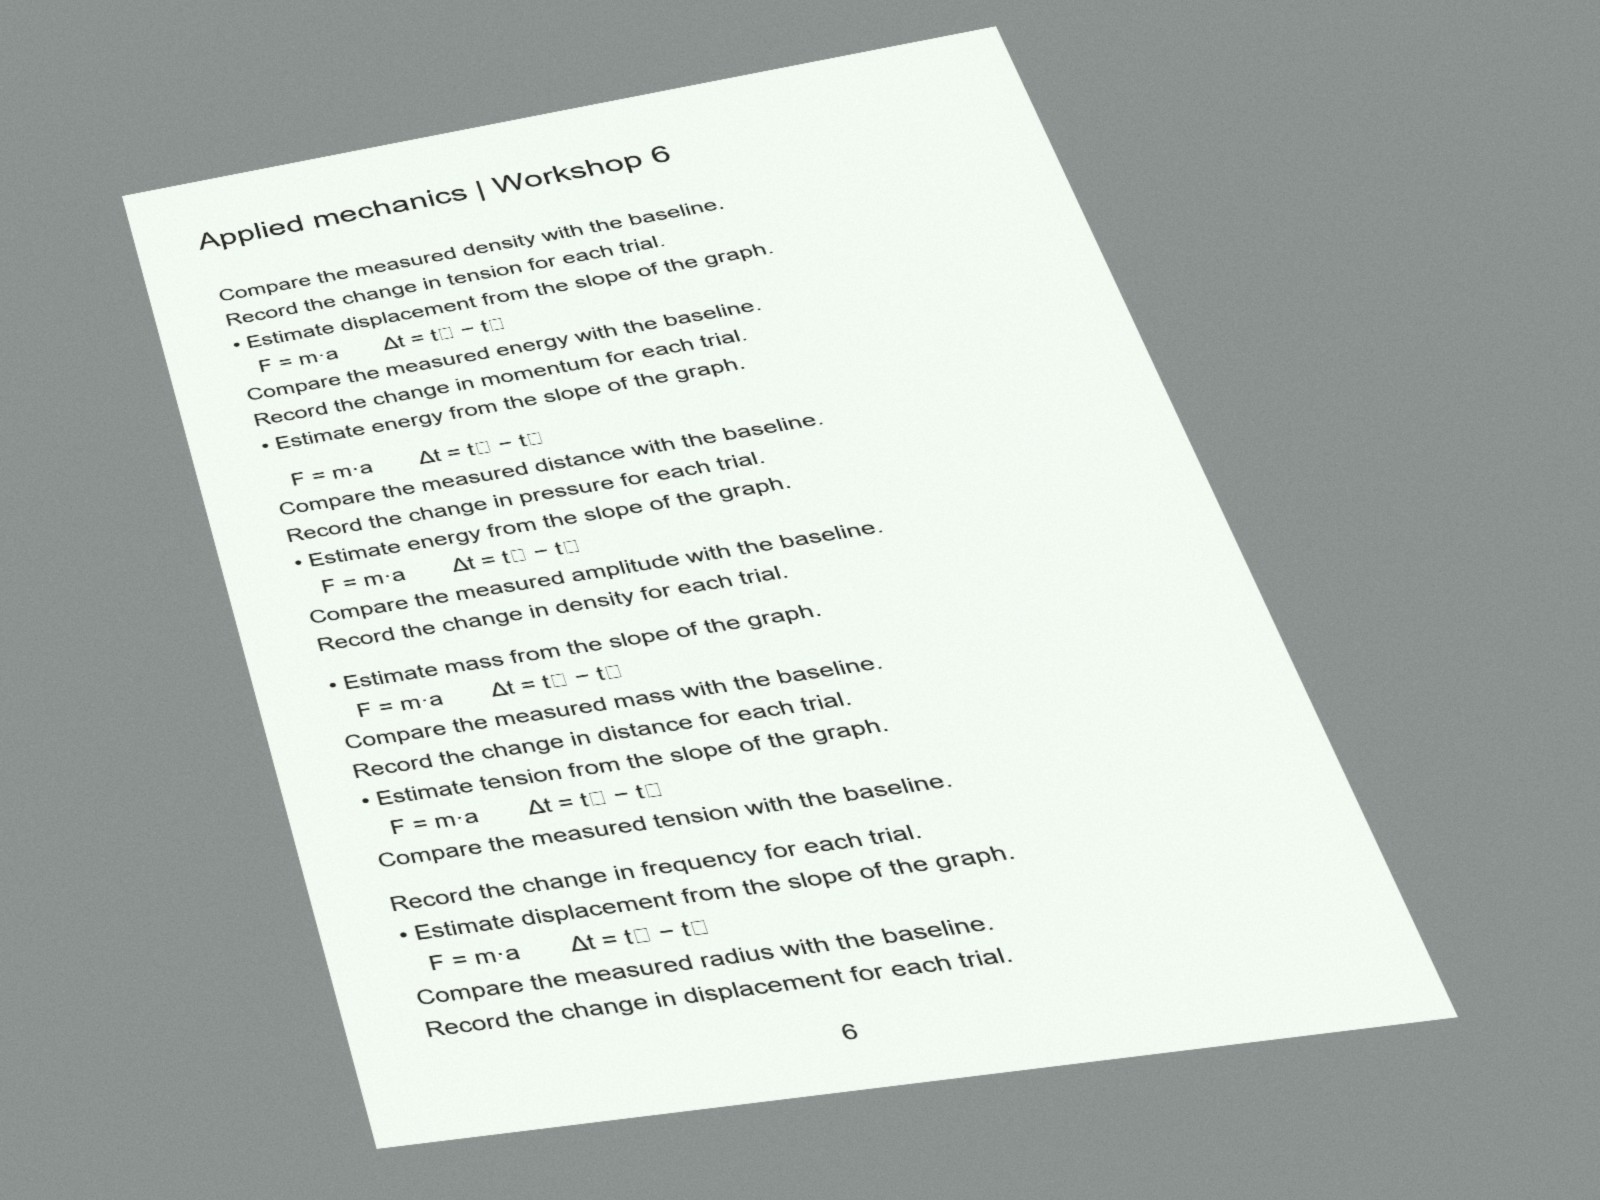 Applied mechanics | Workshop 6
Compare the measured density with the baseline.
Record the change in tension for each trial.
• Estimate displacement from the slope of the graph.
F = m·a Δt = t□ − t□
Compare the measured energy with the baseline.
Record the change in momentum for each trial.
• Estimate energy from the slope of the graph.
F = m·a Δt = t□ − t□
Compare the measured distance with the baseline.
Record the change in pressure for each trial.
• Estimate energy from the slope of the graph.
F = m·a Δt = t□ − t□
Compare the measured amplitude with the baseline.
Record the change in density for each trial.
• Estimate mass from the slope of the graph.
F = m·a Δt = t□ − t□
Compare the measured mass with the baseline.
Record the change in distance for each trial.
• Estimate tension from the slope of the graph.
F = m·a Δt = t□ − t□
Compare the measured tension with the baseline.
Record the change in frequency for each trial.
• Estimate displacement from the slope of the graph.
F = m·a Δt = t□ − t□
Compare the measured radius with the baseline.
Record the change in displacement for each trial.
6